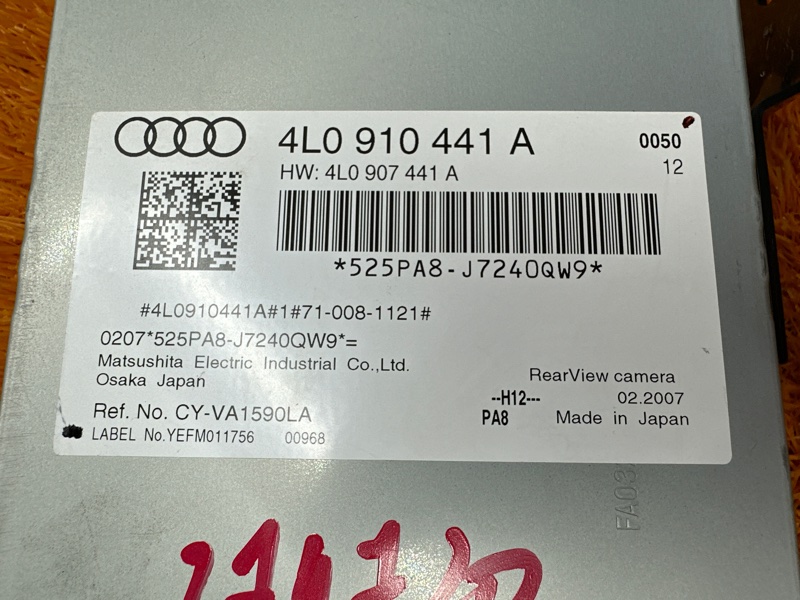 4L0 910 441 A
0050
HW: 4L0 907 441 A
12
*525PA8-J7240QW9*
#4L0910441A#1#71-008-1121#
0207*525PA8-J7240QW9*=
Matsushita Electric Industrial Co.,Ltd.
Osaka Japan
RearView camera
--H12---
02.2007
Ref. No. CY-VA1590LA
PA8
Made in Japan
LABEL No.YEFM011756
00968